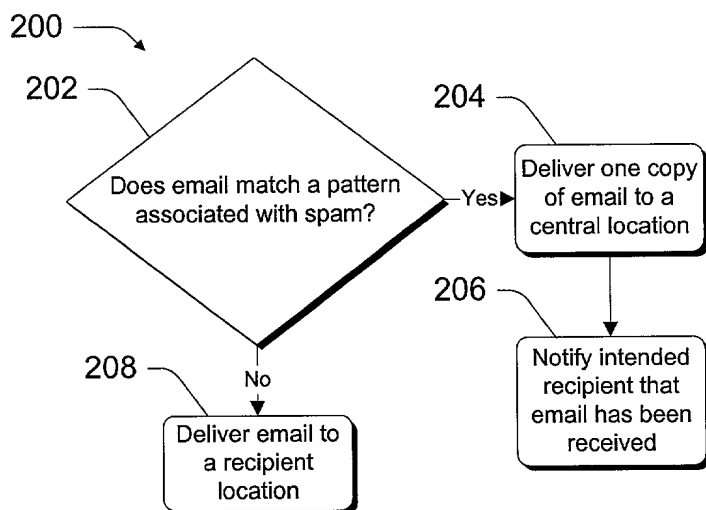 200
202
Does email match a pattern
associated with spam?
Yes
204
Deliver one copy
of email to a
central location
206
Notify intended
recipient that
email has been
received
No
208
Deliver email to
a recipient
location